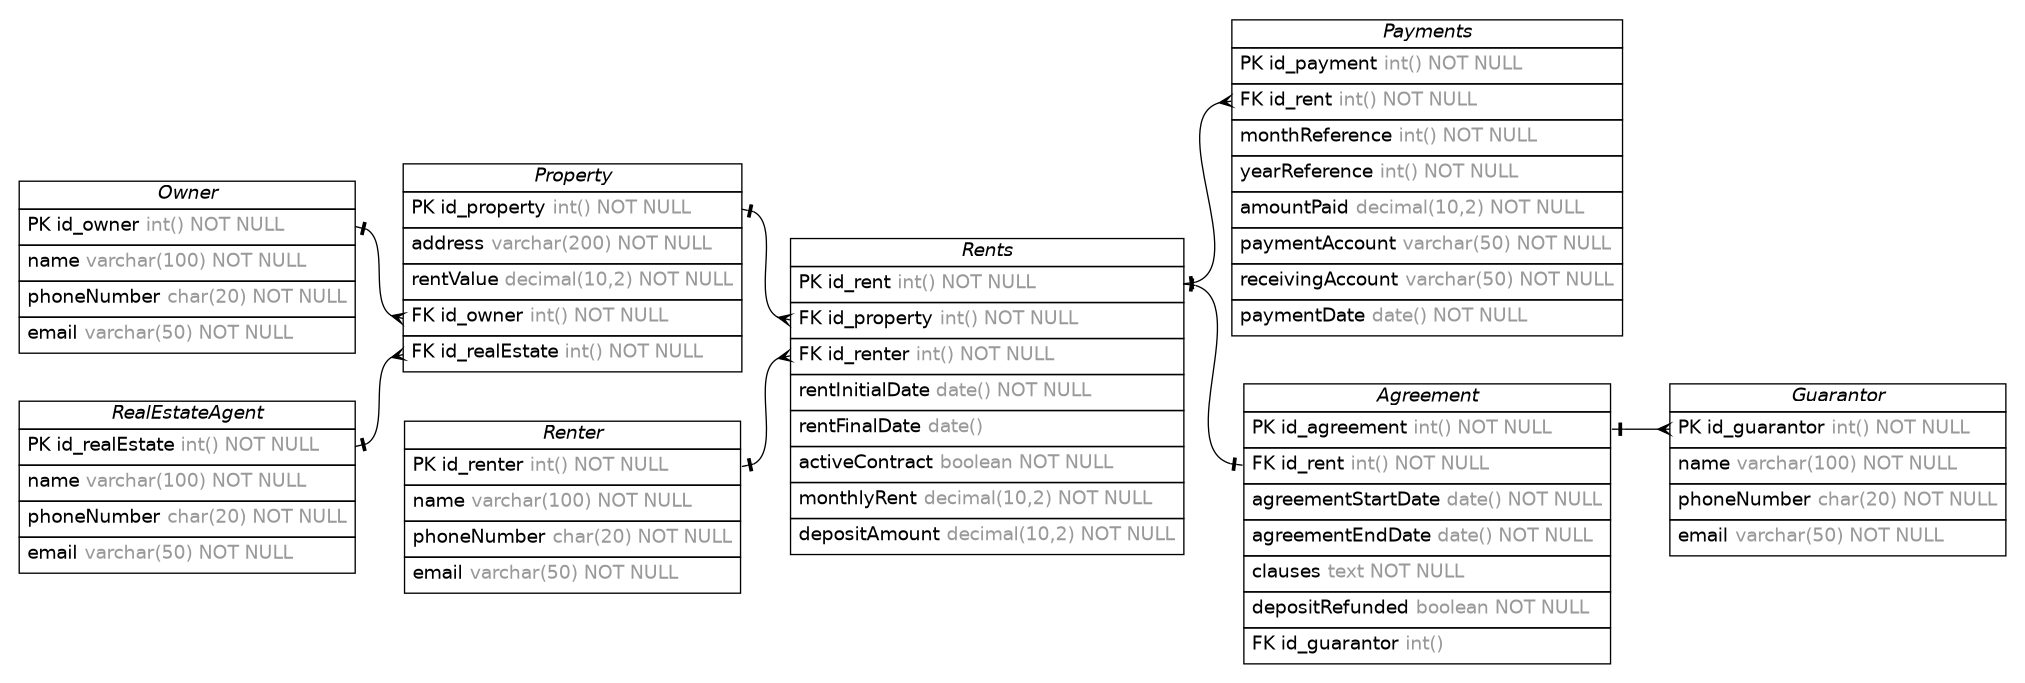 Owner
PK id_owner int() NOT NULL
name varchar(100) NOT NULL
phoneNumber char(20) NOT NULL
email varchar(50) NOT NULL
RealEstateAgent
PK id_realEstate int() NOT NULL
name varchar(100) NOT NULL
phoneNumber char(20) NOT NULL
email varchar(50) NOT NULL
Property
PK id_property int() NOT NULL
address varchar(200) NOT NULL
rentValue decimal(10,2) NOT NULL
FK id_owner int() NOT NULL
FK id_realEstate int() NOT NULL
Renter
PK id_renter int() NOT NULL
name varchar(100) NOT NULL
phoneNumber char(20) NOT NULL
email varchar(50) NOT NULL
Rents
PK id_rent int() NOT NULL
FK id_property int() NOT NULL
FK id_renter int() NOT NULL
rentInitialDate date() NOT NULL
rentFinalDate date()
activeContract boolean NOT NULL
monthlyRent decimal(10,2) NOT NULL
depositAmount decimal(10,2) NOT NULL
Payments
PK id_payment int() NOT NULL
FK id_rent int() NOT NULL
monthReference int() NOT NULL
yearReference int() NOT NULL
amountPaid decimal(10,2) NOT NULL
paymentAccount varchar(50) NOT NULL
receivingAccount varchar(50) NOT NULL
paymentDate date() NOT NULL
Agreement
PK id_agreement int() NOT NULL
FK id_rent int() NOT NULL
agreementStartDate date() NOT NULL
agreementEndDate date() NOT NULL
clauses text NOT NULL
depositRefunded boolean NOT NULL
FK id_guarantor int()
Guarantor
PK id_guarantor int() NOT NULL
name varchar(100) NOT NULL
phoneNumber char(20) NOT NULL
email varchar(50) NOT NULL